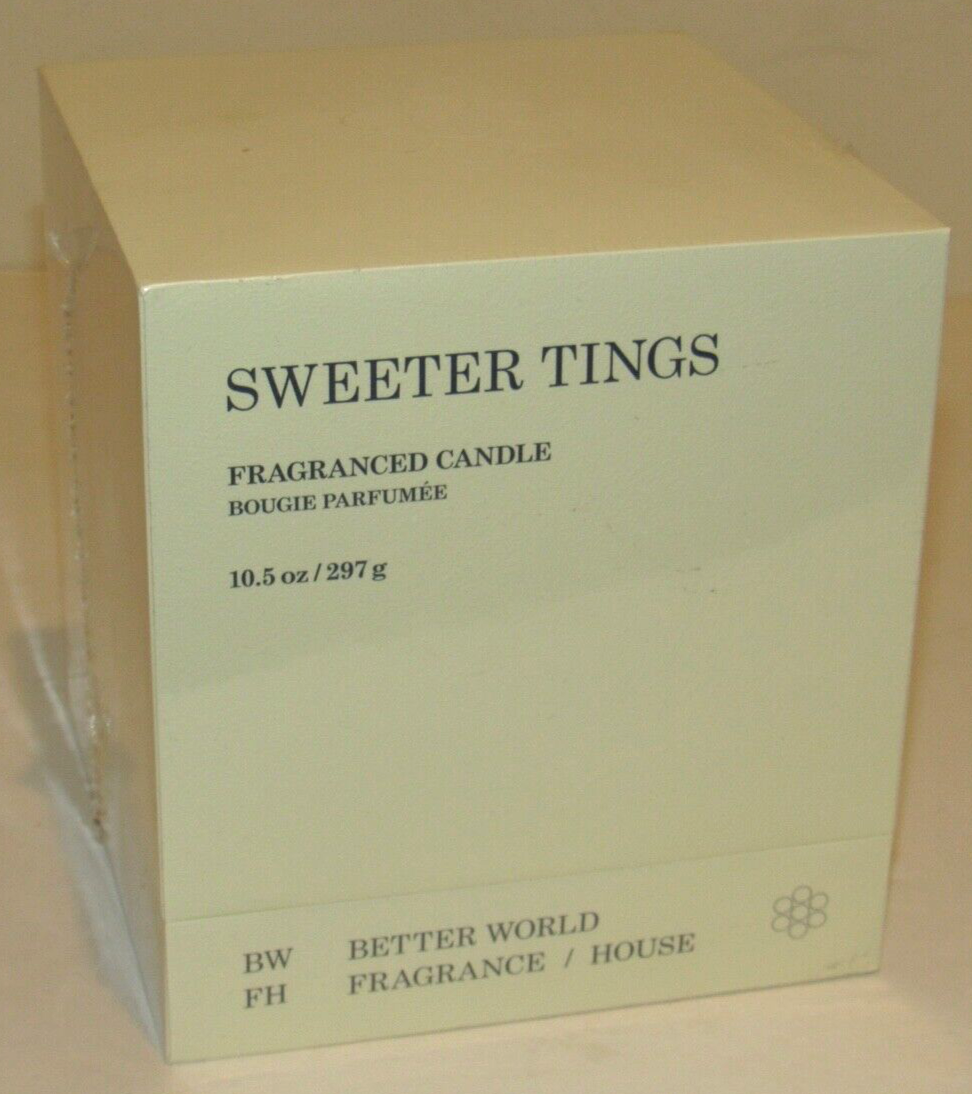 SWEETER TINGS
FRAGRANCED CANDLE
BOUGIE PARFUMÉE
10.5 oz / 297 g
BW BETTER WORLD
FH FRAGRANCE / HOUSE